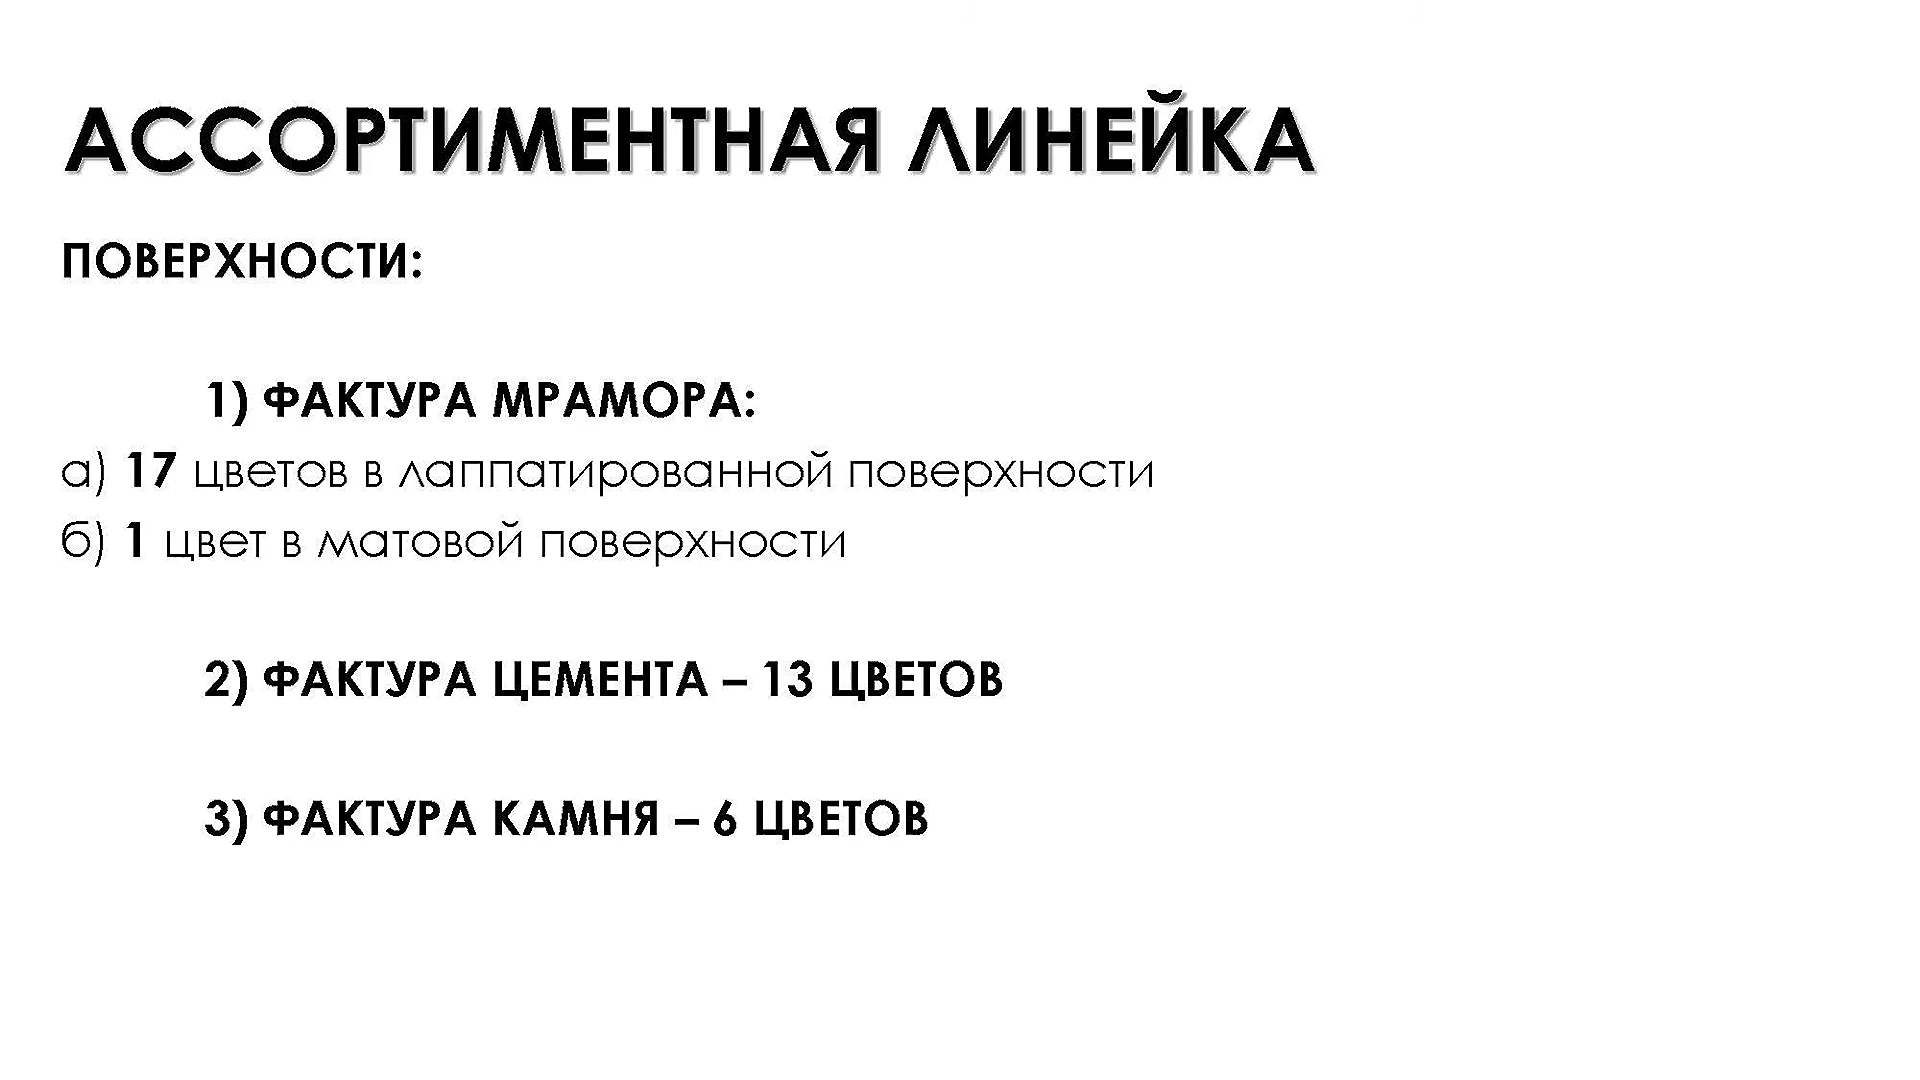 АССОРТИМЕНТНАЯ ЛИНЕЙКА
ПОВЕРХНОСТИ:
1) ФАКТУРА МРАМОРА:
а) 17 цветов в лаппатированной поверхности
б) 1 цвет в матовой поверхности
2) ФАКТУРА ЦЕМЕНТА – 13 ЦВЕТОВ
3) ФАКТУРА КАМНЯ – 6 ЦВЕТОВ